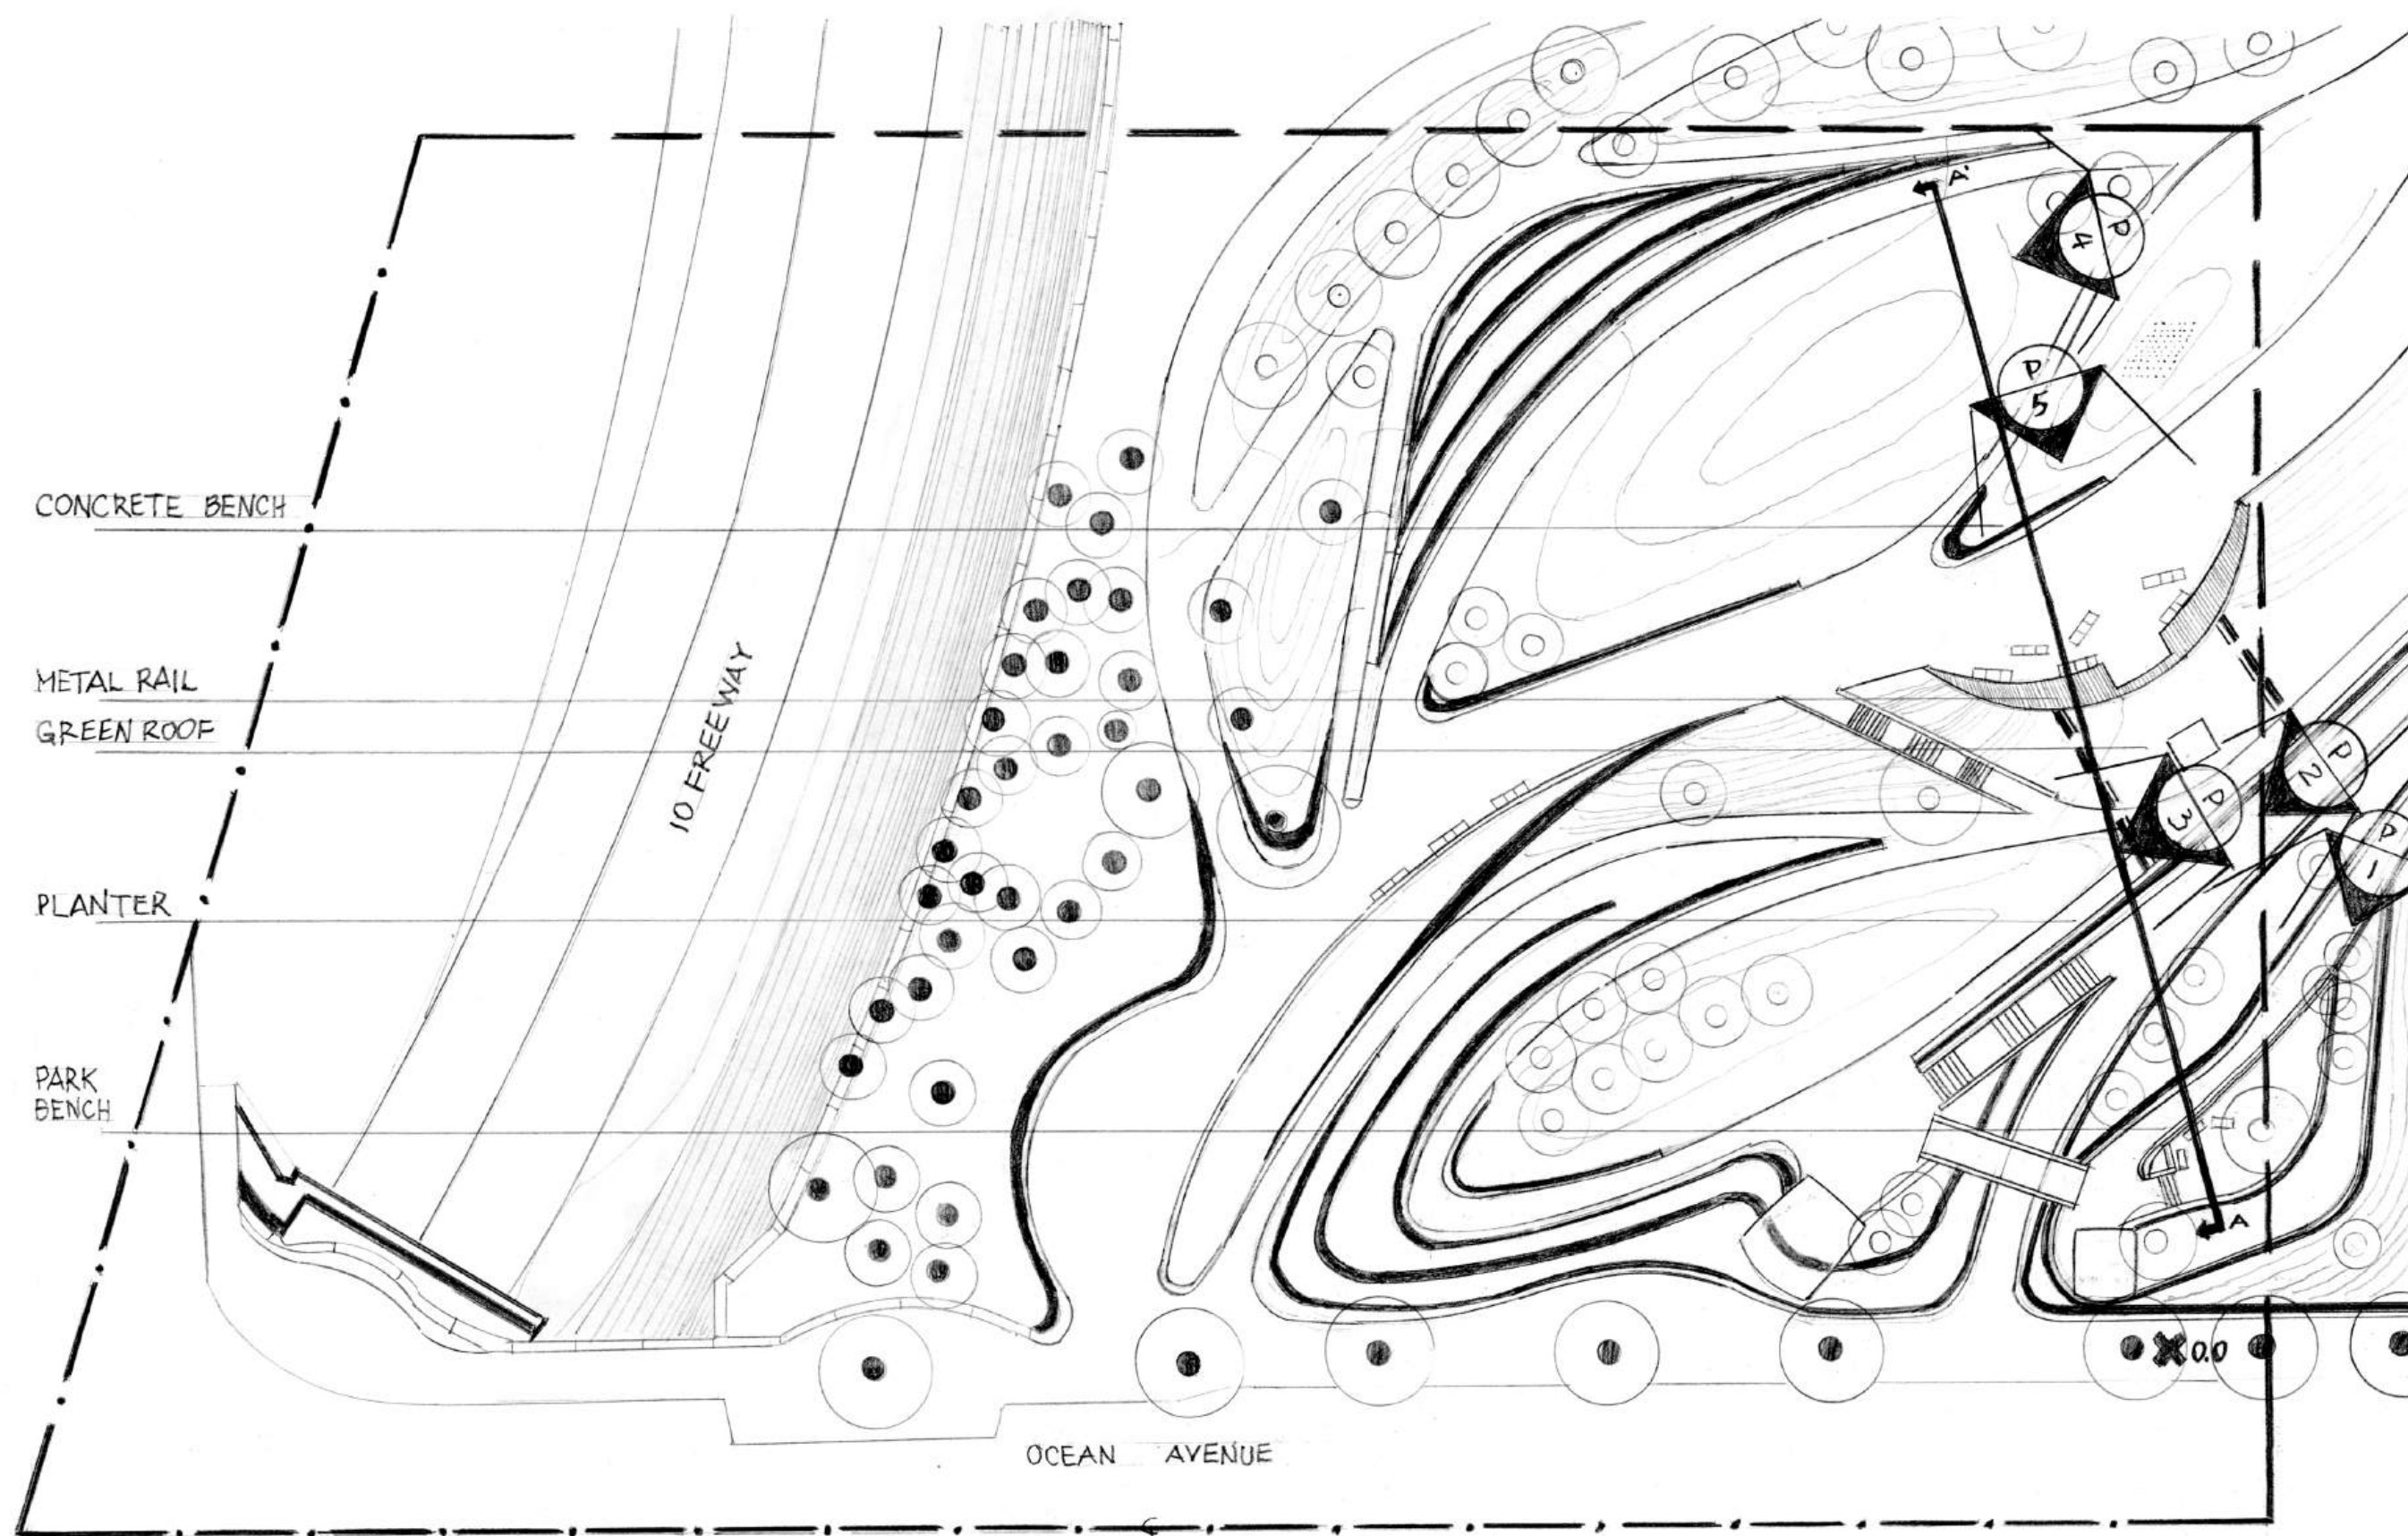 A'
P
4
P
5
CONCRETE BENCH
METAL RAIL
GREEN ROOF
10 FREEWAY
P
2
P
3
P
1
PLANTER
PARK
BENCH
A
0.0
OCEAN AVENUE